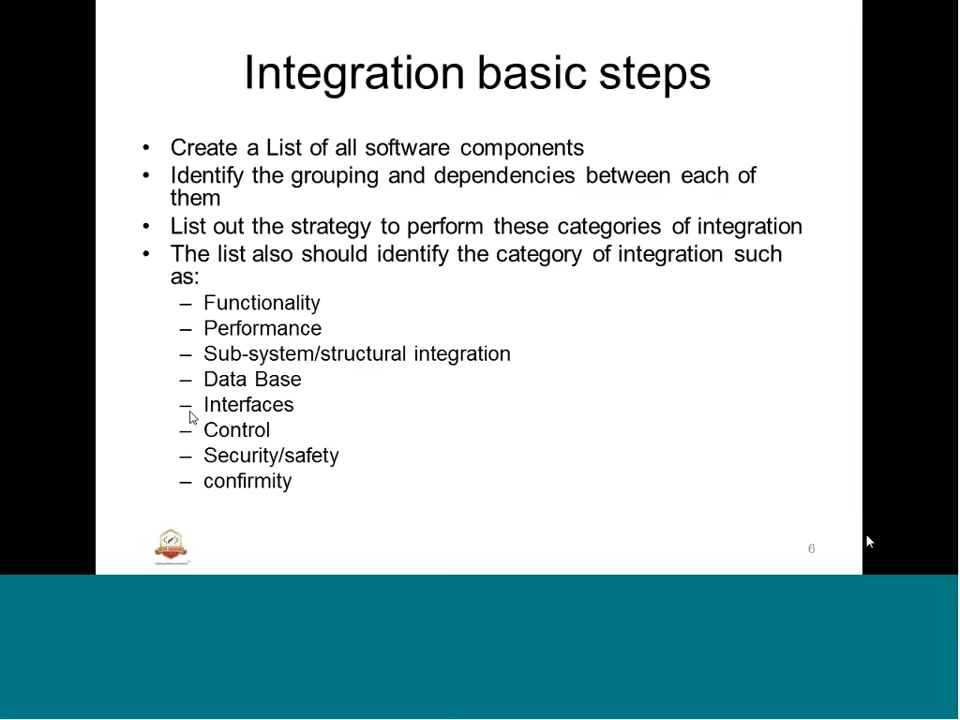 Integration basic steps
• Create a List of all software components
• Identify the grouping and dependencies between each of
them
• List out the strategy to perform these categories of integration
• The list also should identify the category of integration such
as:
– Functionality
– Performance
– Sub-system/structural integration
– Data Base
– Interfaces
– Control
– Security/safety
– confirmity
6